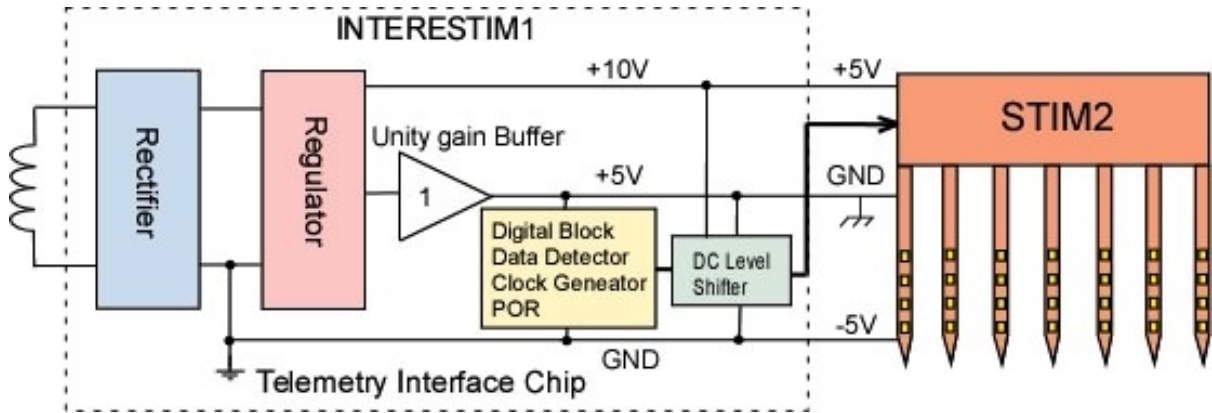 INTERESTIM1
+10V
+5V
Rectifier
Regulator
Unity gain Buffer
1
+5V
GND
STIM2
Digital Block
Data Detector
Clock Geneator
POR
DC Level
Shifter
-5V
GND
Telemetry Interface Chip